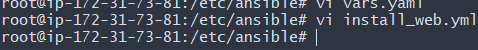 root@ip-172-31-73-81:/etc/ansible# vi vars.yaml
root@ip-172-31-73-81:/etc/ansible# vi install_web.yml
root@ip-172-31-73-81:/etc/ansible#